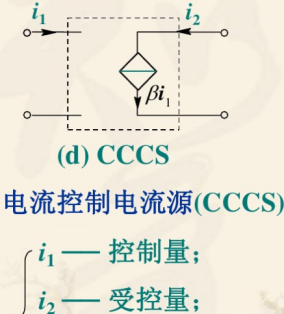 i₁ i₂
βi₁
(d) CCCS
电流控制电流源(CCCS)
i₁ — 控制量；
i₂ — 受控量；